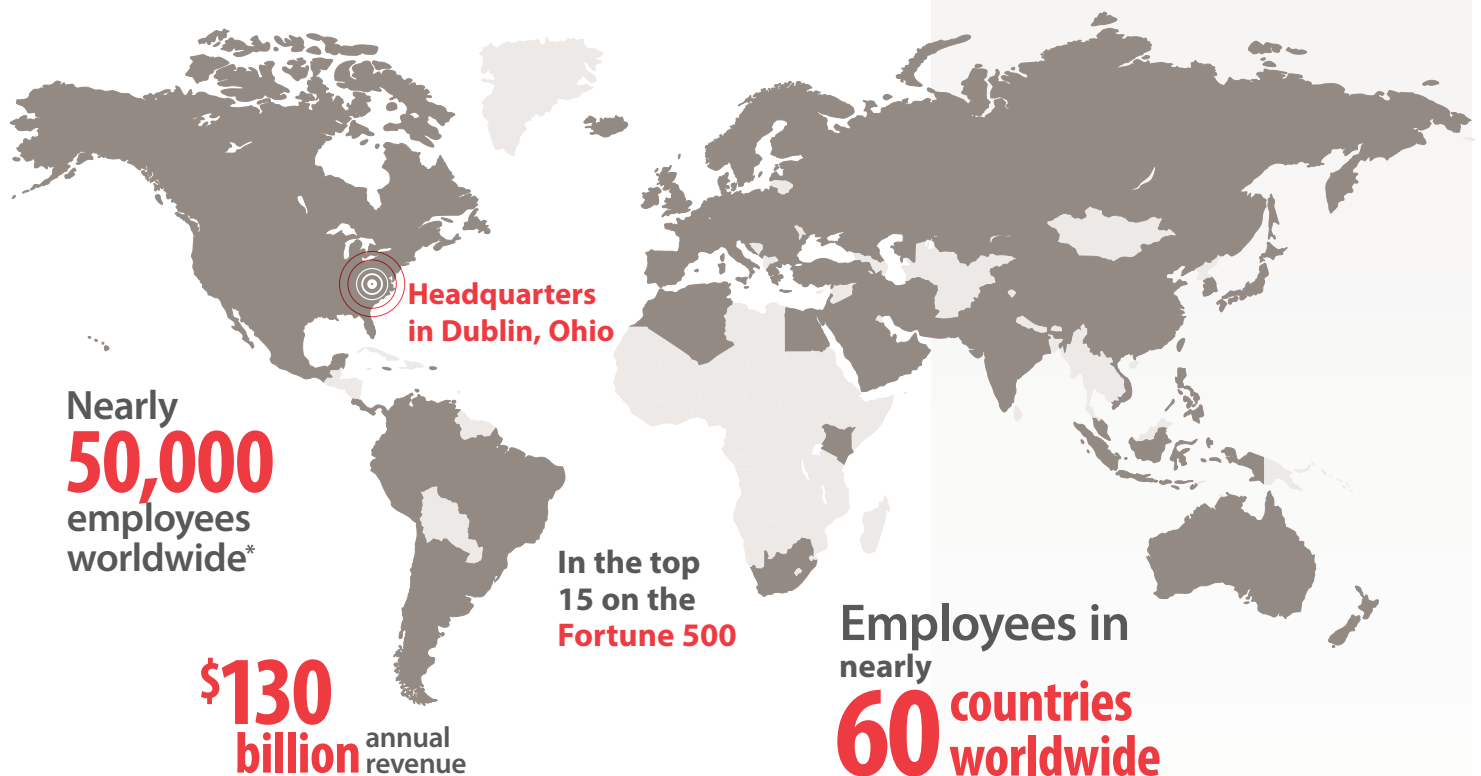 Headquarters
in Dublin, Ohio
Nearly
50,000
employees
worldwide*
In the top
15 on the
Fortune 500
$130
billion annual
revenue
Employees in
nearly
60 countries
worldwide